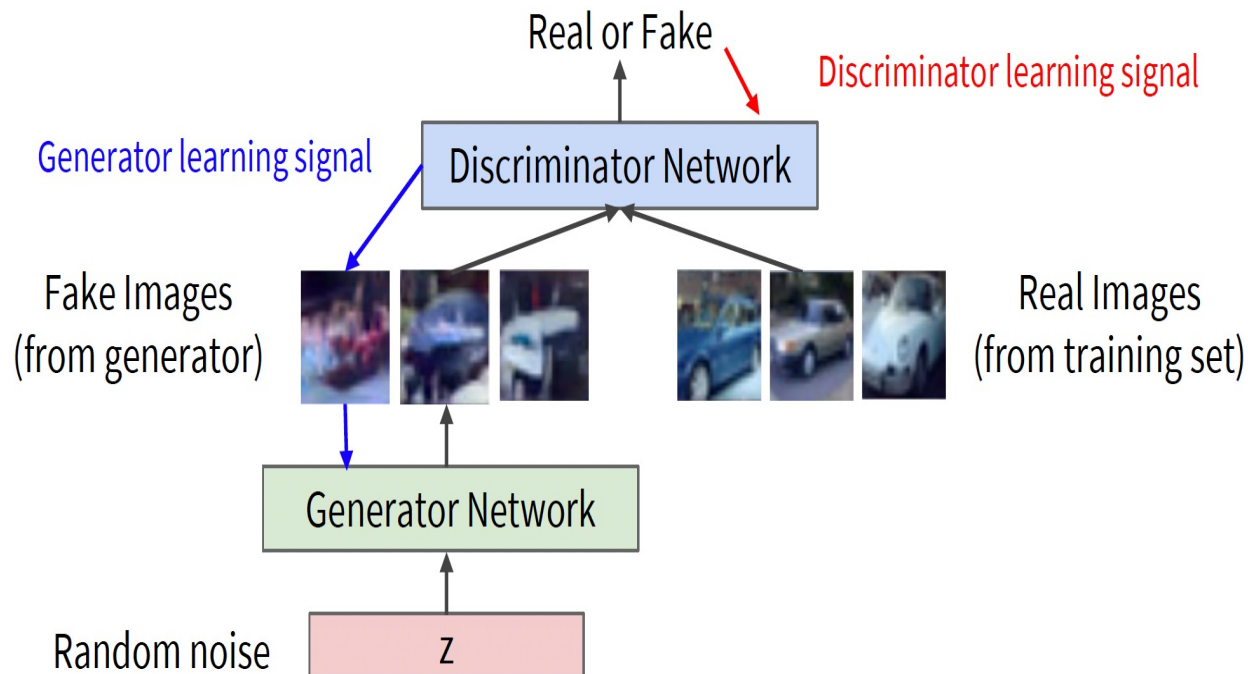 Real or Fake
Discriminator learning signal
Generator learning signal
Discriminator Network
Fake Images
(from generator)
Real Images
(from training set)
Generator Network
Random noise
z